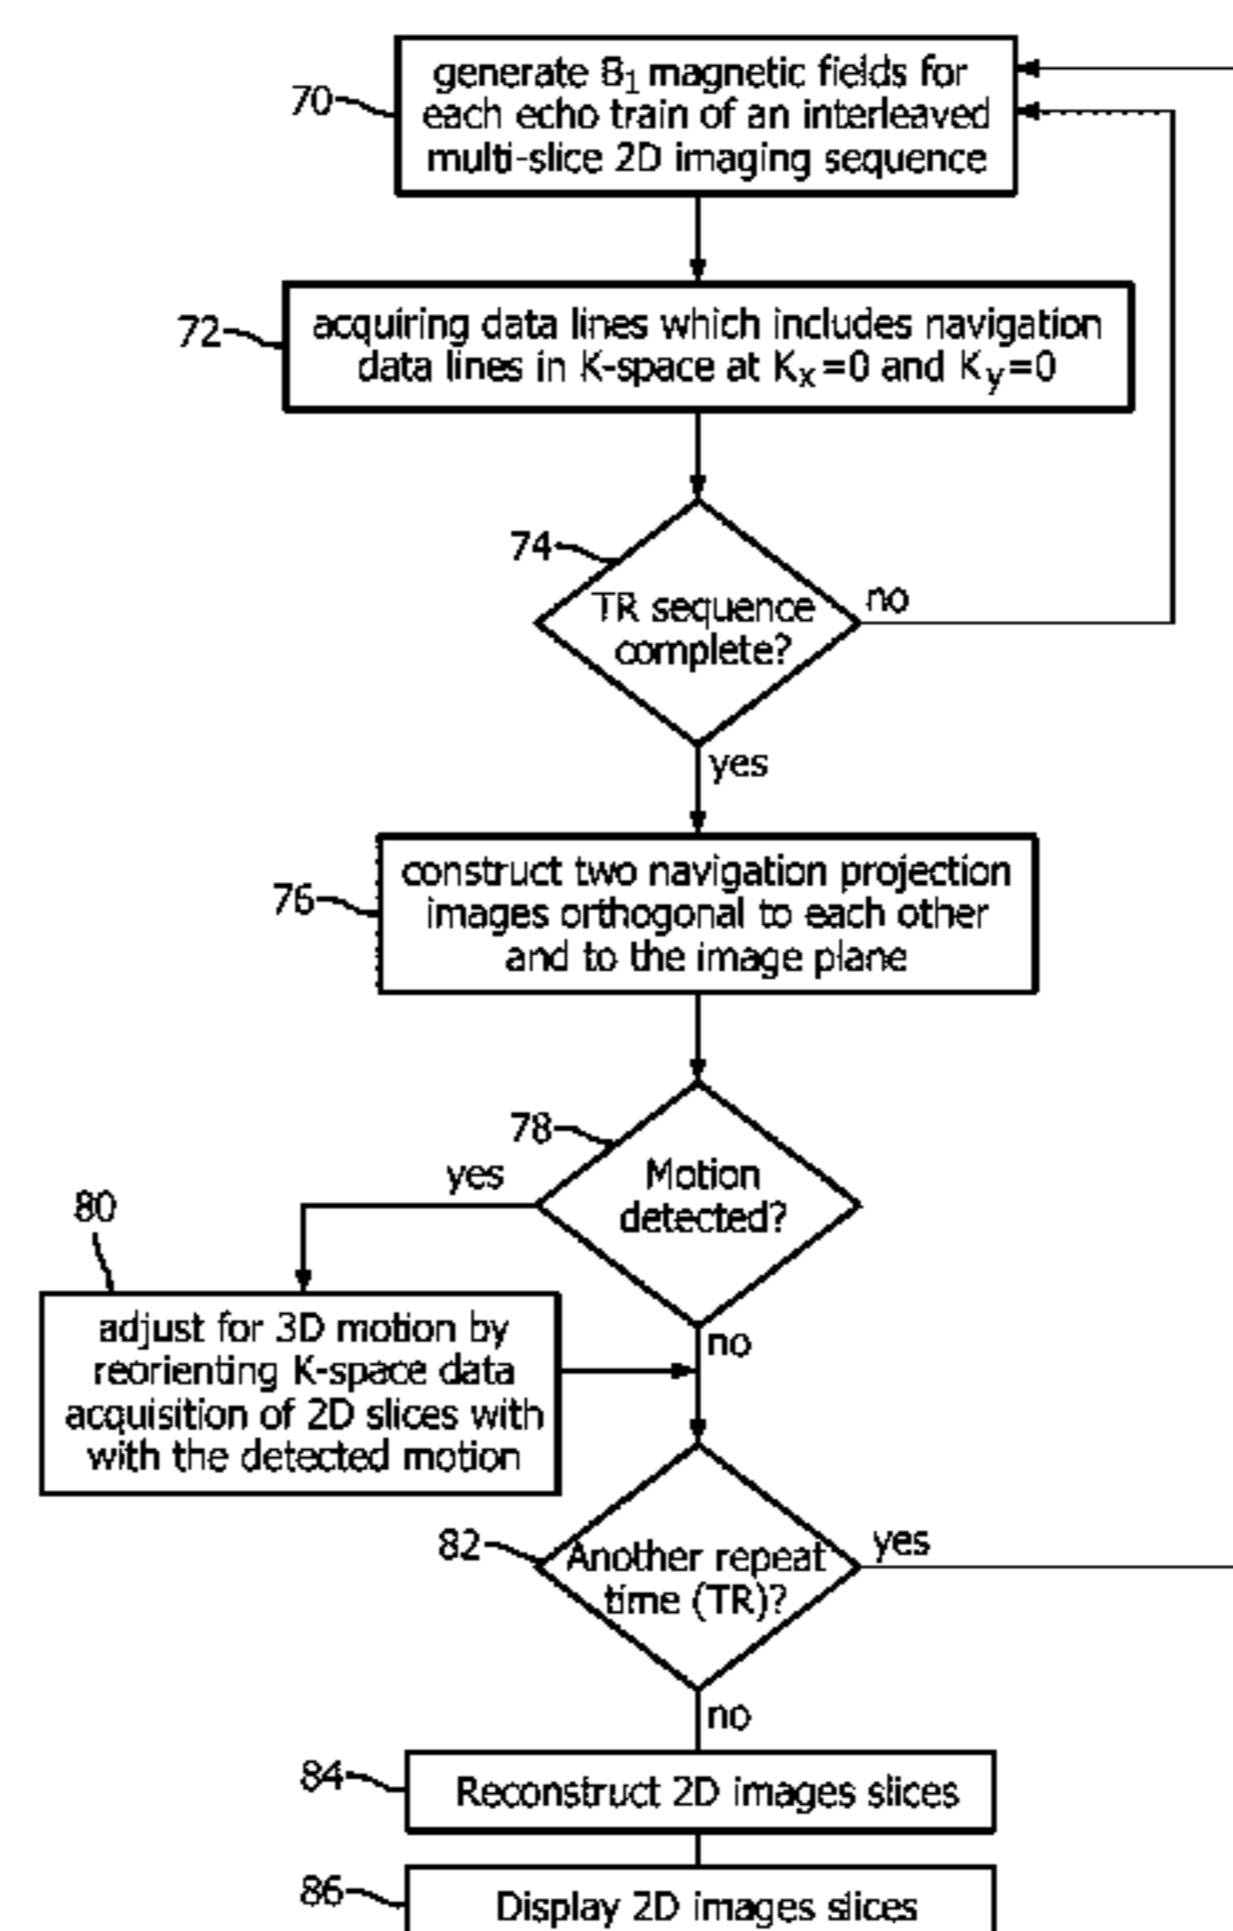 70
generate B₁ magnetic fields for
each echo train of an interleaved
multi-slice 2D imaging sequence
72
acquiring data lines which includes navigation
data lines in K-space at Kₓ=0 and Ky=0
74
TR sequence
complete?
no
yes
76
construct two navigation projection
images orthogonal to each other
and to the image plane
78
Motion
detected?
yes
no
80
adjust for 3D motion by
reorienting K-space data
acquisition of 2D slices with
with the detected motion
82
Another repeat
time (TR)?
yes
no
84
Reconstruct 2D images slices
86
Display 2D images slices